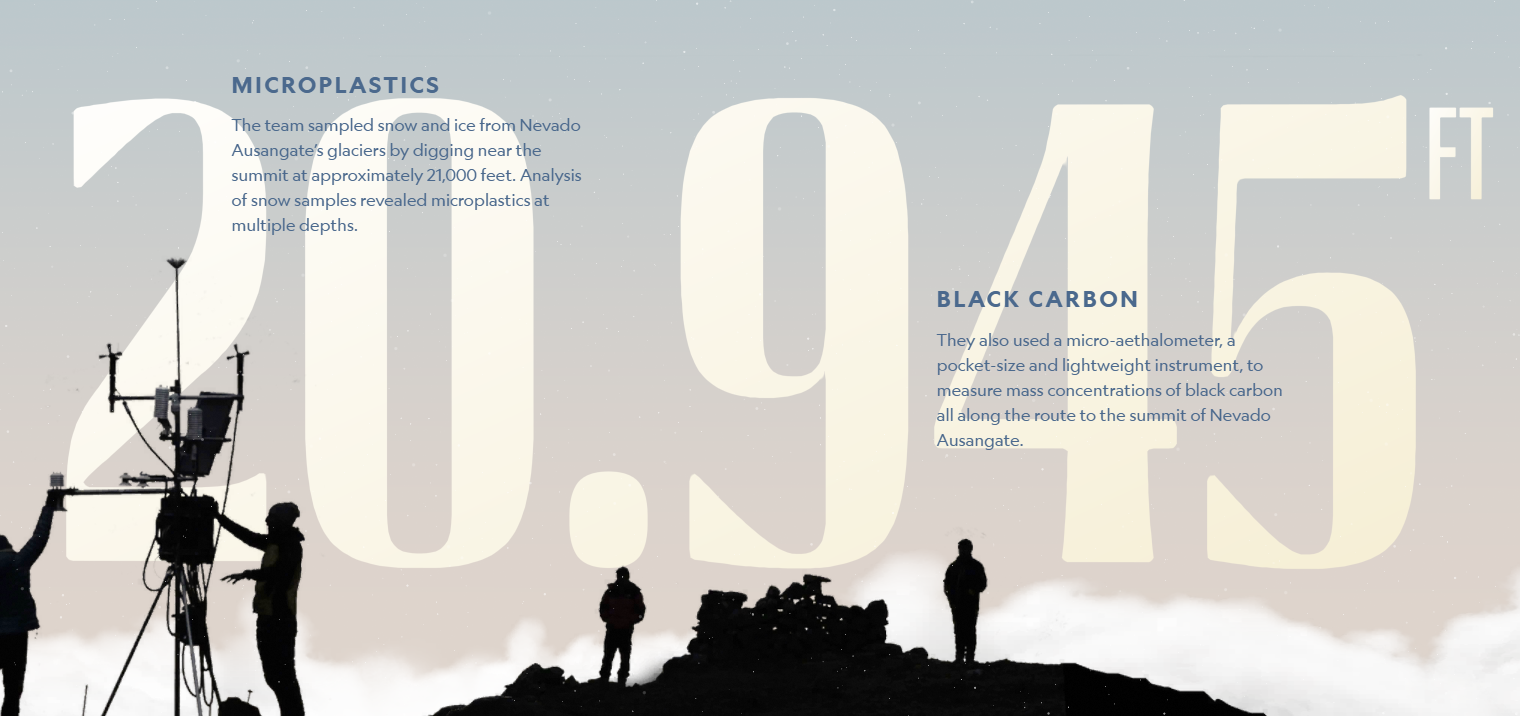 20.945 FT
MICROPLASTICS
The team sampled snow and ice from Nevado
Ausangate's glaciers by digging near the
summit at approximately 21,000 feet. Analysis
of snow samples revealed microplastics at
multiple depths.
BLACK CARBON
They also used a micro-aethalometer, a
pocket-size and lightweight instrument, to
measure mass concentrations of black carbon
all along the route to the summit of Nevado
Ausangate.